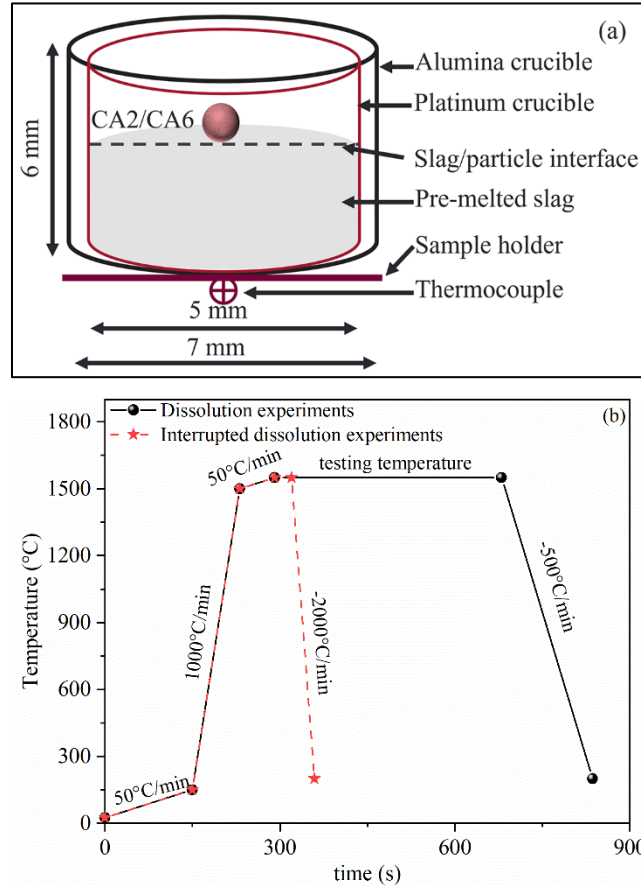 (a)
Alumina crucible
Platinum crucible
CA2/CA6
Slag/particle interface
6 mm
Pre-melted slag
Sample holder
Thermocouple
5 mm
7 mm
(b)
Dissolution experiments
Interrupted dissolution experiments
1800
1500
1200
900
600
300
0
Temperature (°C)
50°C/min
1000°C/min
50°C/min
testing temperature
-2000°C/min
-500°C/min
0
300
600
900
time (s)